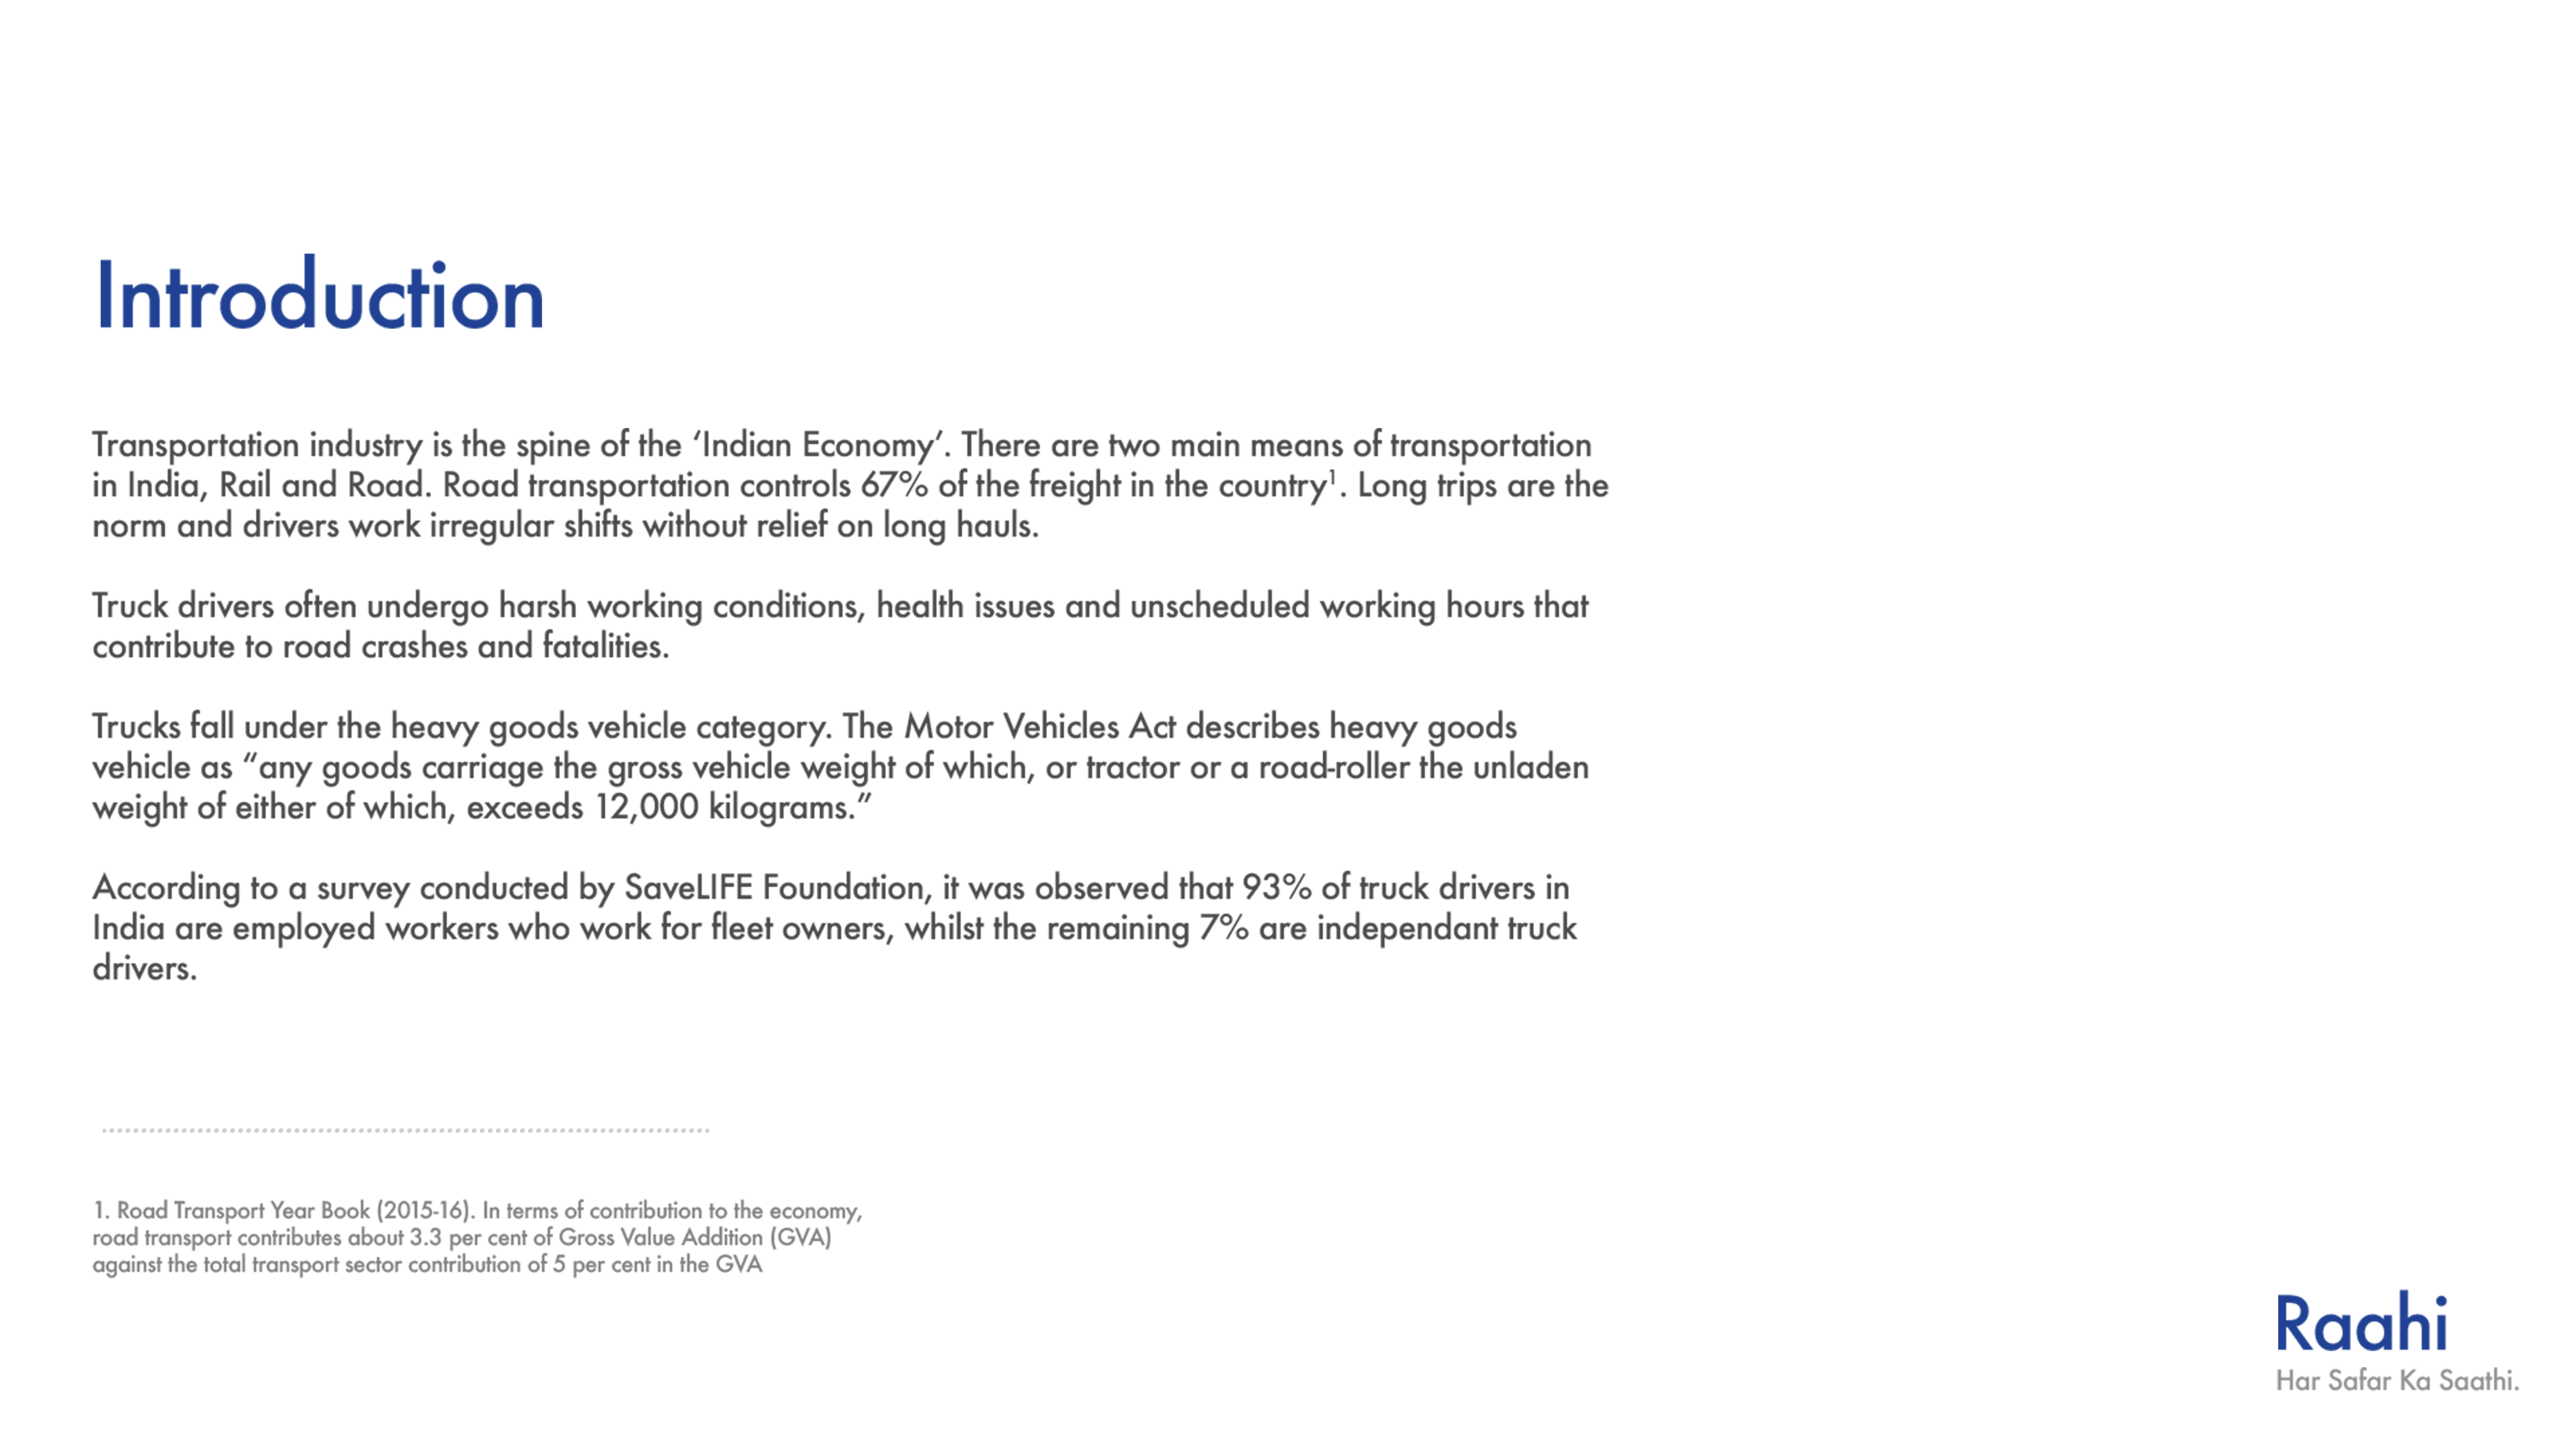 Introduction
Transportation industry is the spine of the ‘Indian Economy’. There are two main means of transportation
in India, Rail and Road. Road transportation controls 67% of the freight in the country¹. Long trips are the
norm and drivers work irregular shifts without relief on long hauls.
Truck drivers often undergo harsh working conditions, health issues and unscheduled working hours that
contribute to road crashes and fatalities.
Trucks fall under the heavy goods vehicle category. The Motor Vehicles Act describes heavy goods
vehicle as “any goods carriage the gross vehicle weight of which, or tractor or a road-roller the unladen
weight of either of which, exceeds 12,000 kilograms.”
According to a survey conducted by SaveLIFE Foundation, it was observed that 93% of truck drivers in
India are employed workers who work for fleet owners, whilst the remaining 7% are independant truck
drivers.
1. Road Transport Year Book (2015-16). In terms of contribution to the economy,
road transport contributes about 3.3 per cent of Gross Value Addition (GVA)
against the total transport sector contribution of 5 per cent in the GVA
Raahi
Har Safar Ka Saathi.